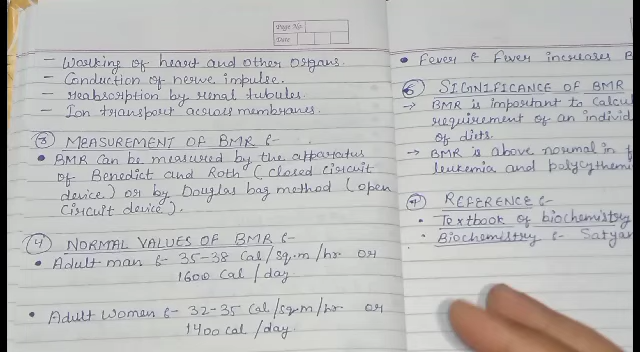 Page No.
Date
- Working of heart and other organs.
- Conduction of nerve impulse.
- reabsorption by renal tubules.
- Ion transport across membranes.
③ MEASUREMENT OF BMR :-
• BMR can be measured by the apparatus
of Benedict and Roth (closed circuit
device) or by Douglas bag method (open
circuit device).
④ NORMAL VALUES OF BMR :-
• Adult man :- 35-38 Cal/sq.m/hr or
1600 Cal/day
• Adult women :- 32-35 Cal/sq.m/hr or
1400 cal/day.
• Fever :- Fever increases B
⑥ SIGNIFICANCE OF BMR
→ BMR is important to calcu
requirement of an individ
of diets.
→ BMR is above normal in f
leukemia and polycythemi
REFERENCE :-
• Textbook of biochemistry
• Biochemistry :- Satyan